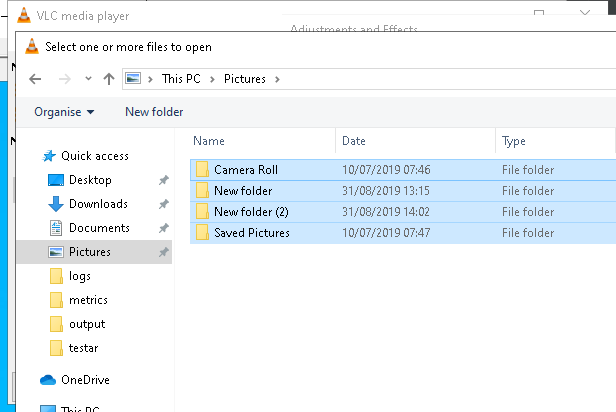 VLC media player
Adjustments and Effects
Select one or more files to open
This PC > Pictures >
Organise New folder
Name Date Type
Quick access
Desktop
Downloads
Documents
Pictures
logs
metrics
output
testar
OneDrive
This PC
Camera Roll 10/07/2019 07:46 File folder
New folder 31/08/2019 13:15 File folder
New folder (2) 31/08/2019 14:02 File folder
Saved Pictures 10/07/2019 07:47 File folder